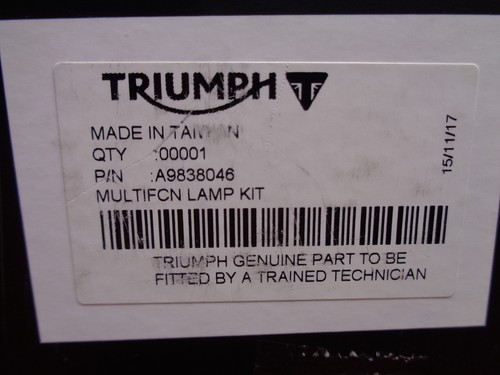 TRIUMPH
MADE IN TAIWAN
QTY :00001
P/N :A9838046
MULTIFCN LAMP KIT
15/11/17
TRIUMPH GENUINE PART TO BE
FITTED BY A TRAINED TECHNICIAN